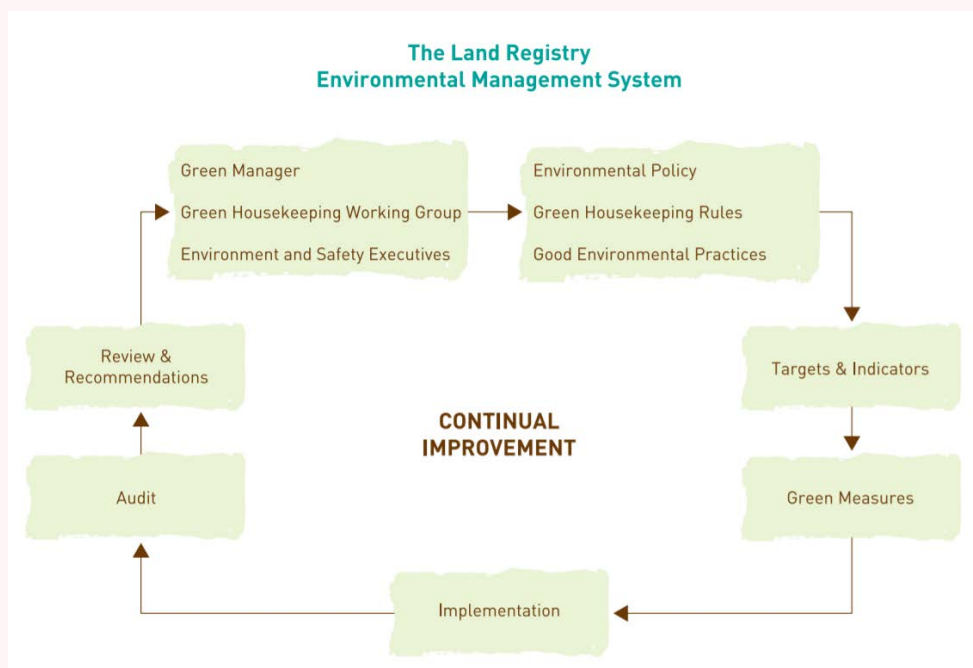 The Land Registry
Environmental Management System
Green Manager
Green Housekeeping Working Group
Environment and Safety Executives
Environmental Policy
Green Housekeeping Rules
Good Environmental Practices
Targets & Indicators
Green Measures
Implementation
Audit
Review &
Recommendations
CONTINUAL
IMPROVEMENT